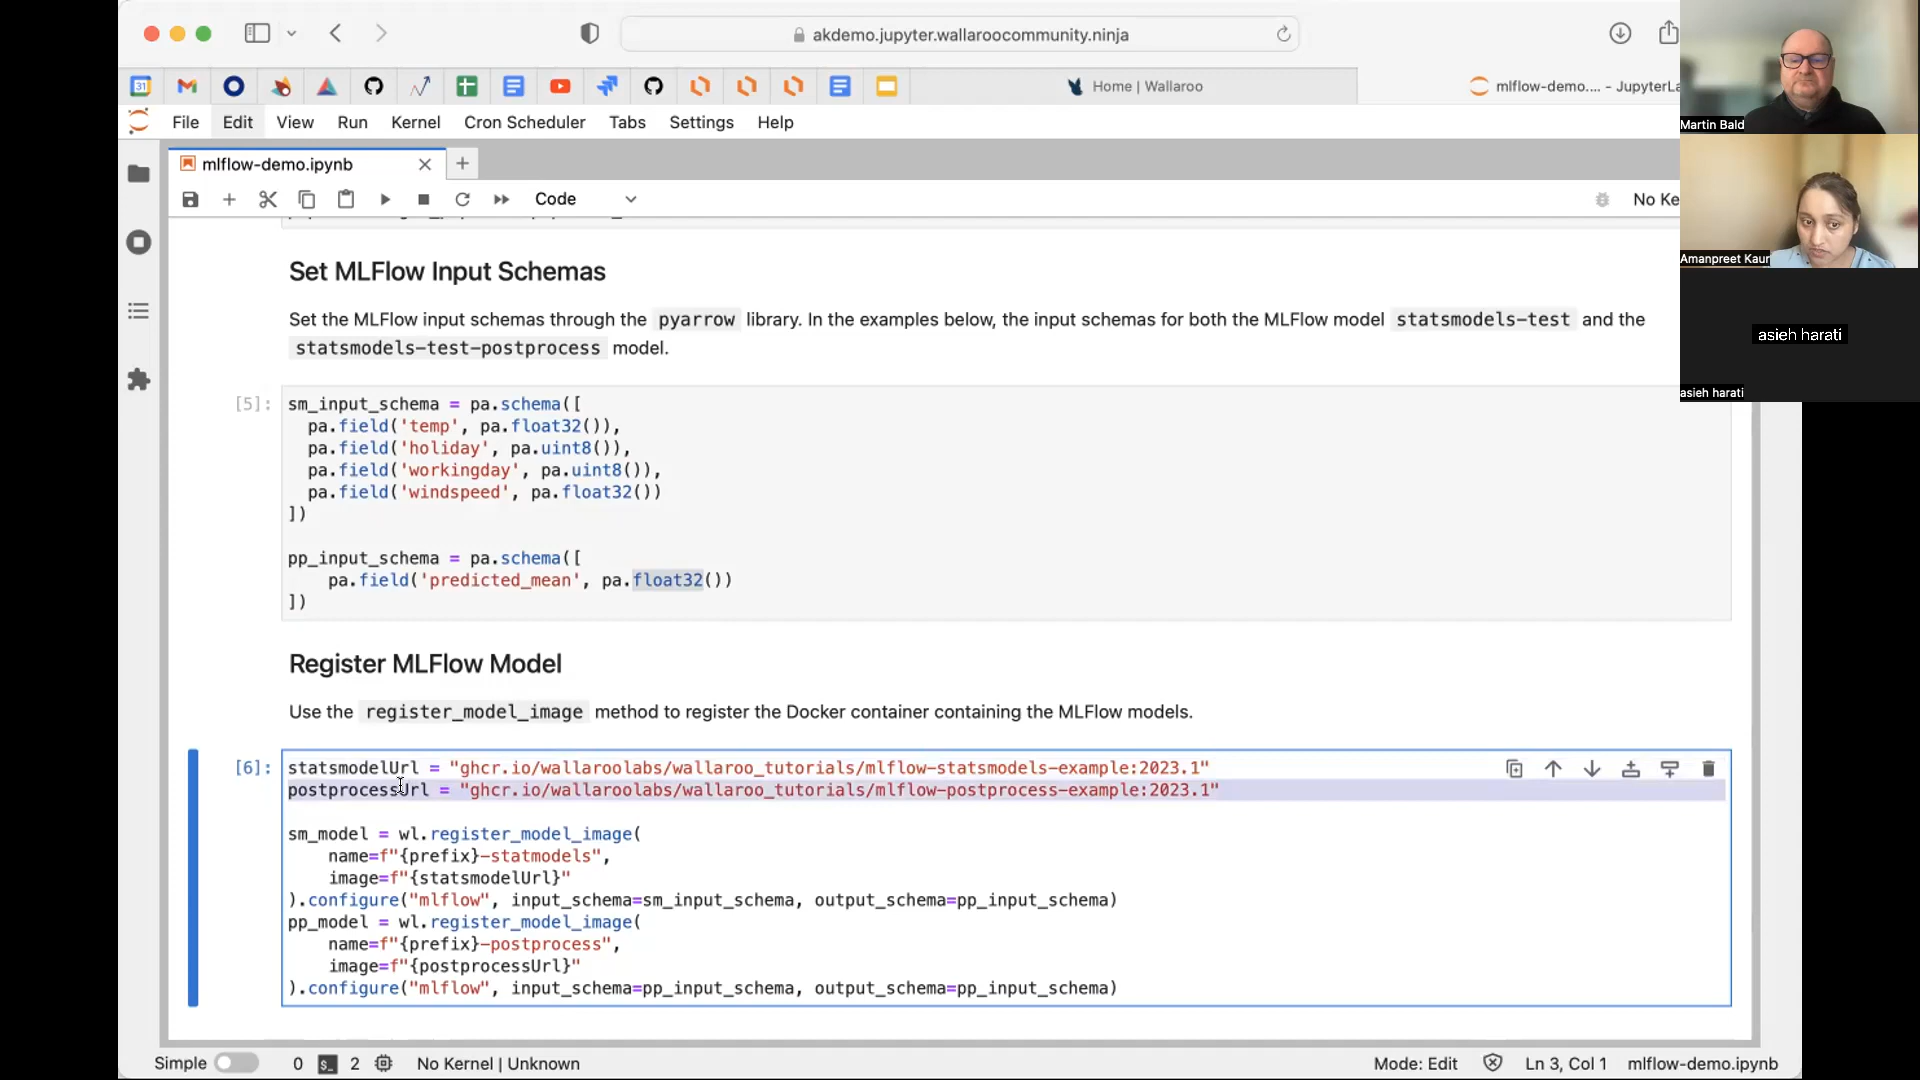 akdemo.jupyter.wallaroocommunity.ninja
31
Home | Wallaroo
mlflow-demo.... - JupyterLa
File Edit View Run Kernel Cron Scheduler Tabs Settings Help
mlflow-demo.ipynb
Code
No Ke
Set MLFlow Input Schemas
Set the MLFlow input schemas through the pyarrow library. In the examples below, the input schemas for both the MLFlow model statsmodels-test and the
statsmodels-test-postprocess model.
[5]:
sm_input_schema = pa.schema([
pa.field('temp', pa.float32()),
pa.field('holiday', pa.uint8()),
pa.field('workingday', pa.uint8()),
pa.field('windspeed', pa.float32())
])
pp_input_schema = pa.schema([
pa.field('predicted_mean', pa.float32())
])
Register MLFlow Model
Use the register_model_image method to register the Docker container containing the MLFlow models.
[6]:
statsmodelUrl = "ghcr.io/wallaroolabs/wallaroo_tutorials/mlflow-statsmodels-example:2023.1"
postprocessUrl = "ghcr.io/wallaroolabs/wallaroo_tutorials/mlflow-postprocess-example:2023.1"
sm_model = wl.register_model_image(
name=f"{prefix}-statmodels",
image=f"{statsmodelUrl}"
).configure("mlflow", input_schema=sm_input_schema, output_schema=pp_input_schema)
pp_model = wl.register_model_image(
name=f"{prefix}-postprocess",
image=f"{postprocessUrl}"
).configure("mlflow", input_schema=pp_input_schema, output_schema=pp_input_schema)
Simple 0 2 No Kernel | Unknown Mode: Edit Ln 3, Col 1 mlflow-demo.ipynb
Martin Bald
Amanpreet Kaur
asieh harati
asieh harati